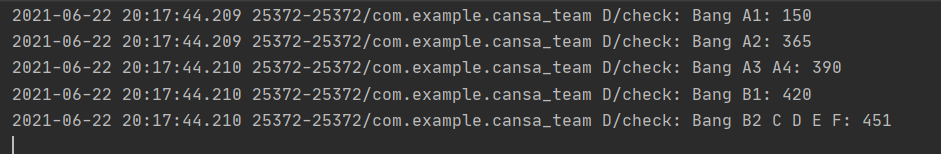 2021-06-22 20:17:44.209 25372-25372/com.example.cansa_team D/check: Bang A1: 150
2021-06-22 20:17:44.209 25372-25372/com.example.cansa_team D/check: Bang A2: 365
2021-06-22 20:17:44.210 25372-25372/com.example.cansa_team D/check: Bang A3 A4: 390
2021-06-22 20:17:44.210 25372-25372/com.example.cansa_team D/check: Bang B1: 420
2021-06-22 20:17:44.210 25372-25372/com.example.cansa_team D/check: Bang B2 C D E F: 451